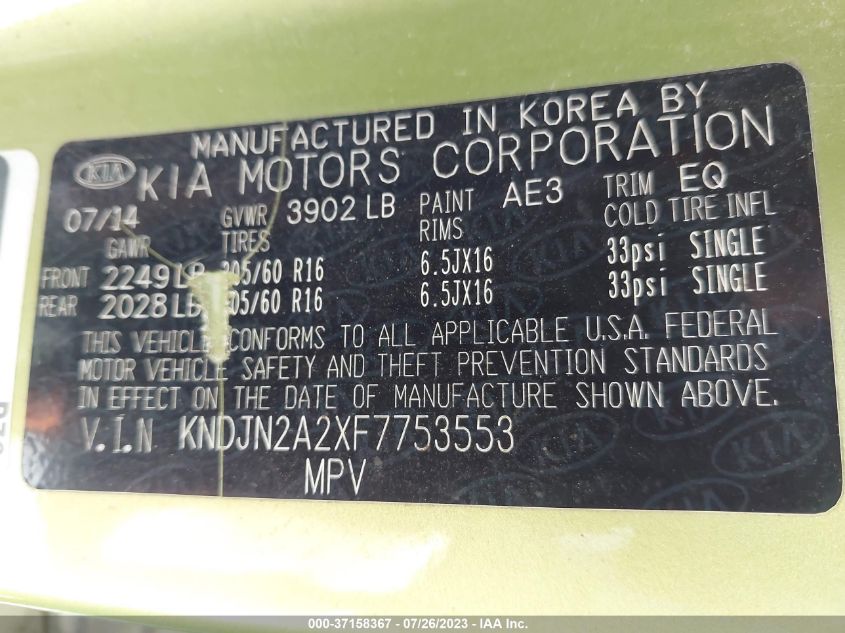 MANUFACTURED IN KOREA BY
KIA KIA MOTORS CORPORATION
07/14 GVWR 3902 LB PAINT AE3 TRIM EQ
GAWR TIRES RIMS COLD TIRE INFL
FRONT 2249 LB 205/60 R16 6.5JX16 33psi SINGLE
REAR 2028 LB 205/60 R16 6.5JX16 33psi SINGLE
THIS VEHICLE CONFORMS TO ALL APPLICABLE U.S.A. FEDERAL
MOTOR VEHICLE SAFETY AND THEFT PREVENTION STANDARDS
IN EFFECT ON THE DATE OF MANUFACTURE SHOWN ABOVE.
V.I.N KNDJN2A2XF7753553
MPV
000-37158367 - 07/26/2023 - IAA Inc.